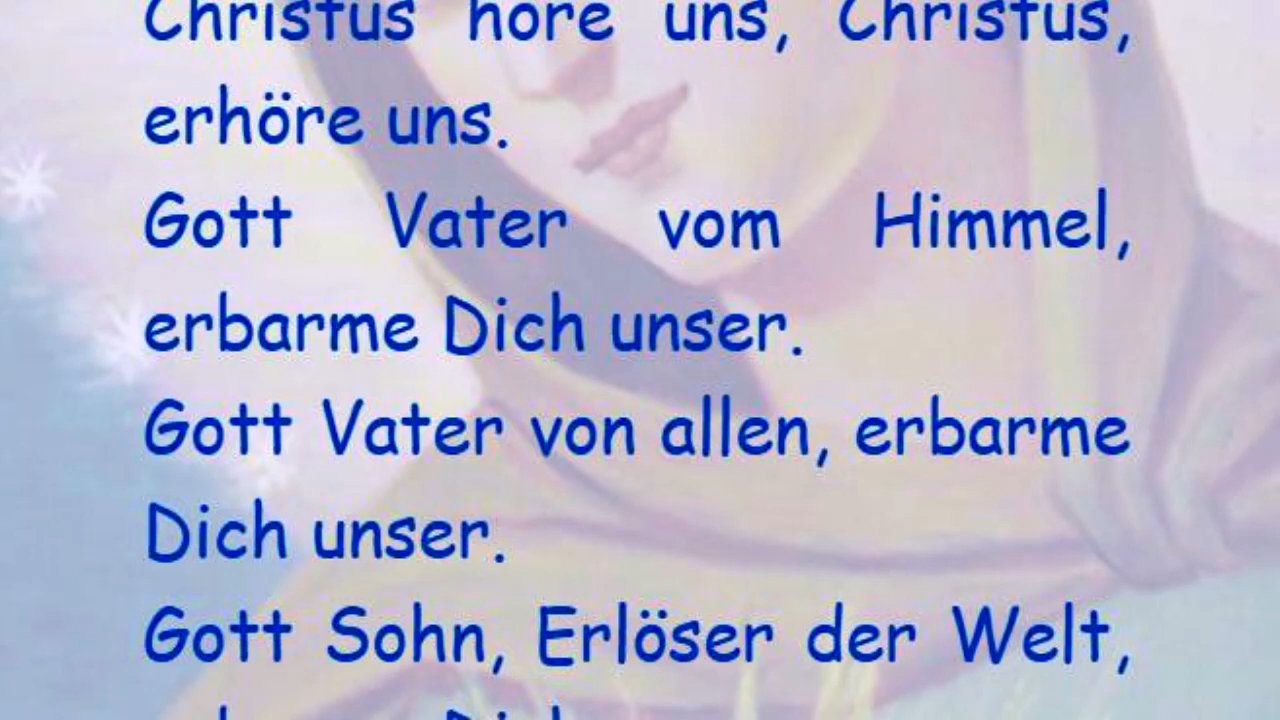 Christus höre uns, Christus,
erhöre uns.
Gott Vater vom Himmel,
erbarme Dich unser.
Gott Vater von allen, erbarme
Dich unser.
Gott Sohn, Erlöser der Welt,